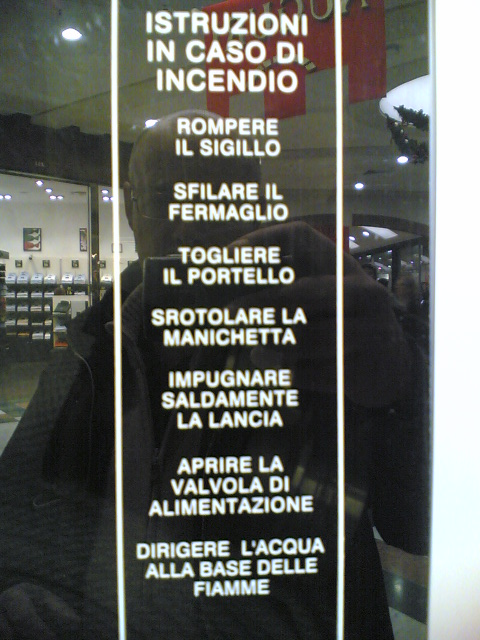 ISTRUZIONI
IN CASO DI
INCENDIO
ROMPERE
IL SIGILLO
SFILARE IL
FERMAGLIO
TOGLIERE
IL PORTELLO
SROTOLARE LA
MANICHETTA
IMPUGNARE
SALDAMENTE
LA LANCIA
APRIRE LA
VALVOLA DI
ALIMENTAZIONE
DIRIGERE L'ACQUA
ALLA BASE DELLE
FIAMME